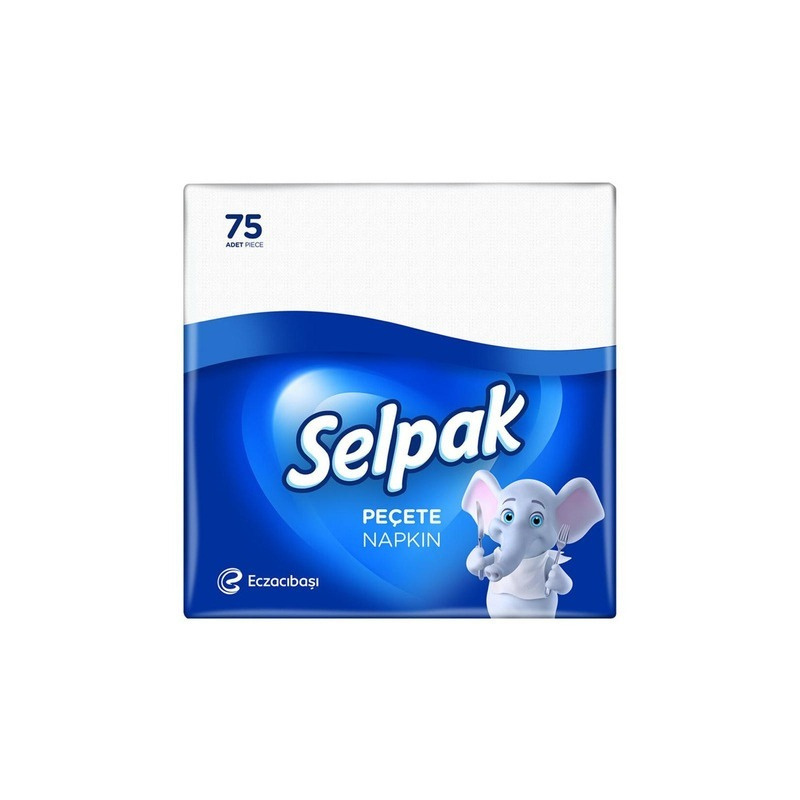 75
ADET PIECE
Selpak
PEÇETE
NAPKIN
Eczacıbaşı